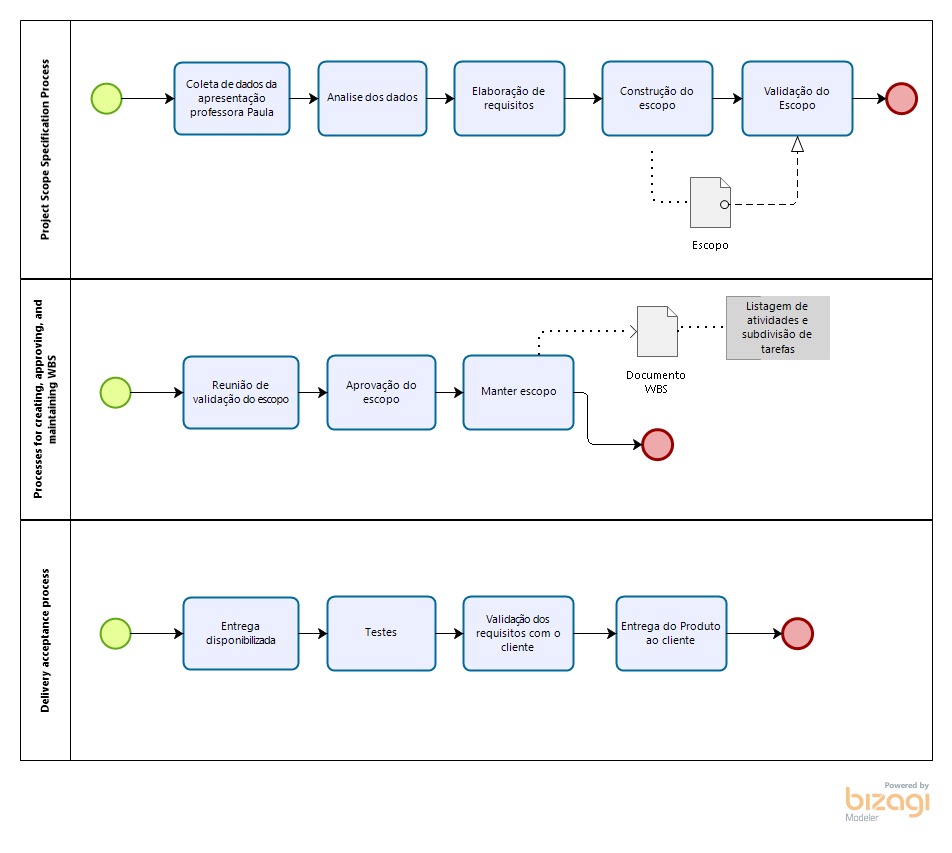 Project Scope Specification Process
Coleta de dados da
apresentação
professora Paula
Analise dos dados
Elaboração de
requisitos
Construção do
escopo
Validação do
Escopo
Escopo
Processes for creating, approving, and
maintaining WBS
Reunião de
validação do escopo
Aprovação do
escopo
Manter escopo
Documento
WBS
Listagem de
atividades e
subdivisão de
tarefas
Delivery acceptance process
Entrega
disponibilizada
Testes
Validação dos
requisitos com o
cliente
Entrega do Produto
ao cliente
Powered by
bizagi
Modeler